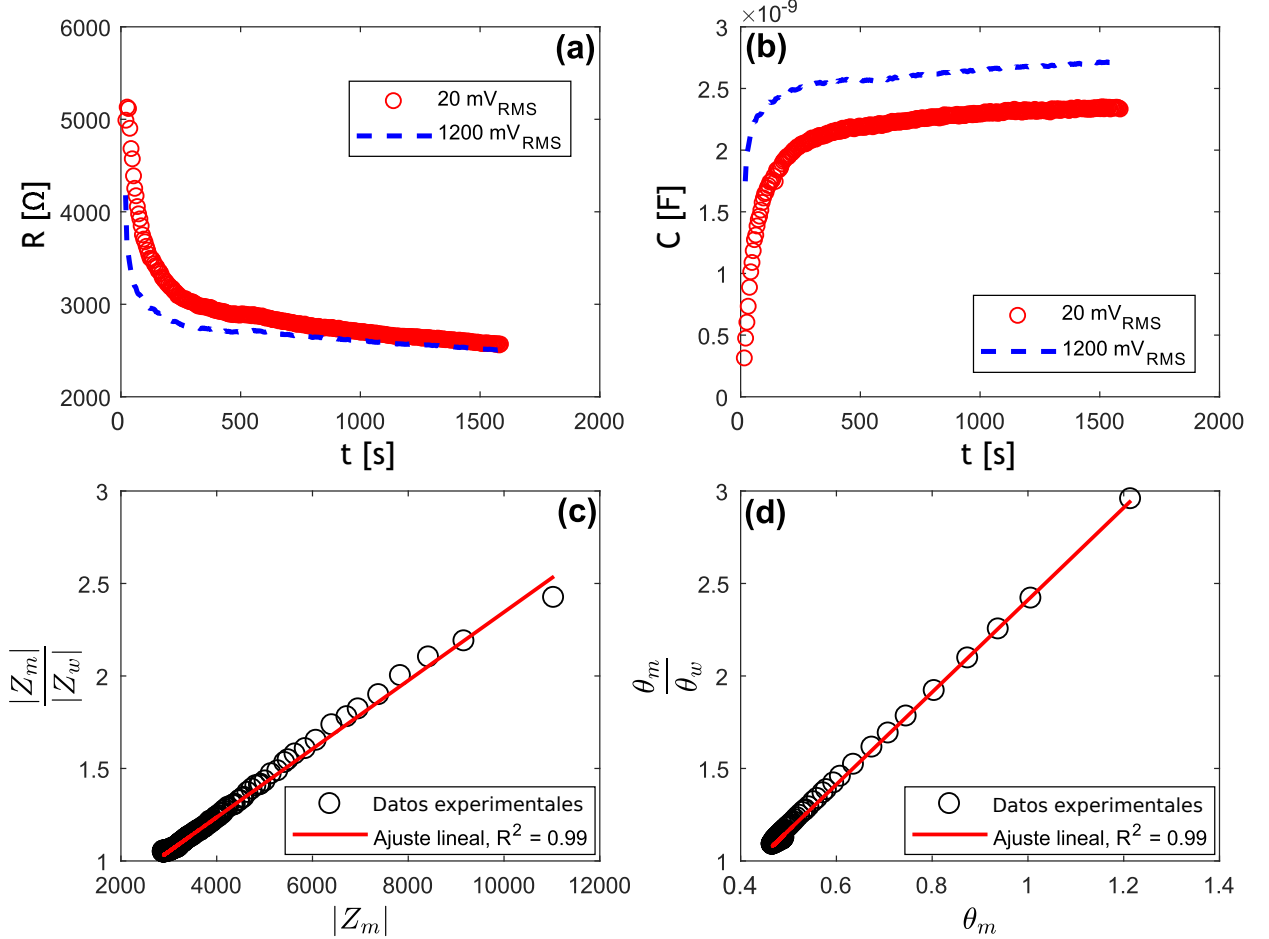 (a)
6000
5000
4000
3000
2000
R [Ω]
20 mV_RMS
1200 mV_RMS
0
500
1000
1500
2000
t [s]
(b)
×10^-9
3
2.5
2
1.5
1
0.5
0
C [F]
20 mV_RMS
1200 mV_RMS
0
500
1000
1500
2000
t [s]
(c)
3
2.5
2
1.5
1
|Z_m|
|Z_w|
Datos experimentales
Ajuste lineal, R^2 = 0.99
2000
4000
6000
8000
10000
12000
|Z_m|
(d)
3
2.5
2
1.5
1
θ_m
θ_w
Datos experimentales
Ajuste lineal, R^2 = 0.99
0.4
0.6
0.8
1
1.2
1.4
θ_m